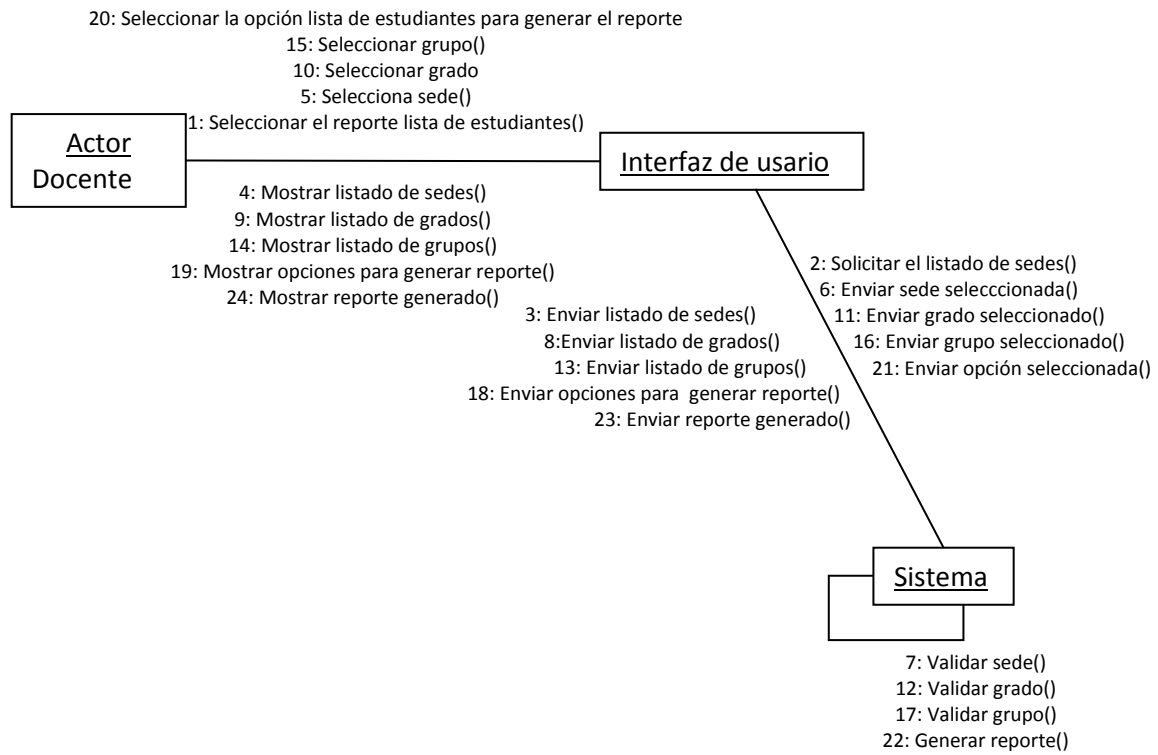 20: Seleccionar la opción lista de estudiantes para generar el reporte
15: Seleccionar grupo()
10: Seleccionar grado
5: Selecciona sede()
1: Seleccionar el reporte lista de estudiantes()
Actor
Docente
Interfaz de usario
4: Mostrar listado de sedes()
9: Mostrar listado de grados()
14: Mostrar listado de grupos()
19: Mostrar opciones para generar reporte()
24: Mostrar reporte generado()
2: Solicitar el listado de sedes()
6: Enviar sede selecccionada()
11: Enviar grado seleccionado()
16: Enviar grupo seleccionado()
21: Enviar opción seleccionada()
3: Enviar listado de sedes()
8:Enviar listado de grados()
13: Enviar listado de grupos()
18: Enviar opciones para  generar reporte()
23: Enviar reporte generado()
Sistema
7: Validar sede()
12: Validar grado()
17: Validar grupo()
22: Generar reporte()